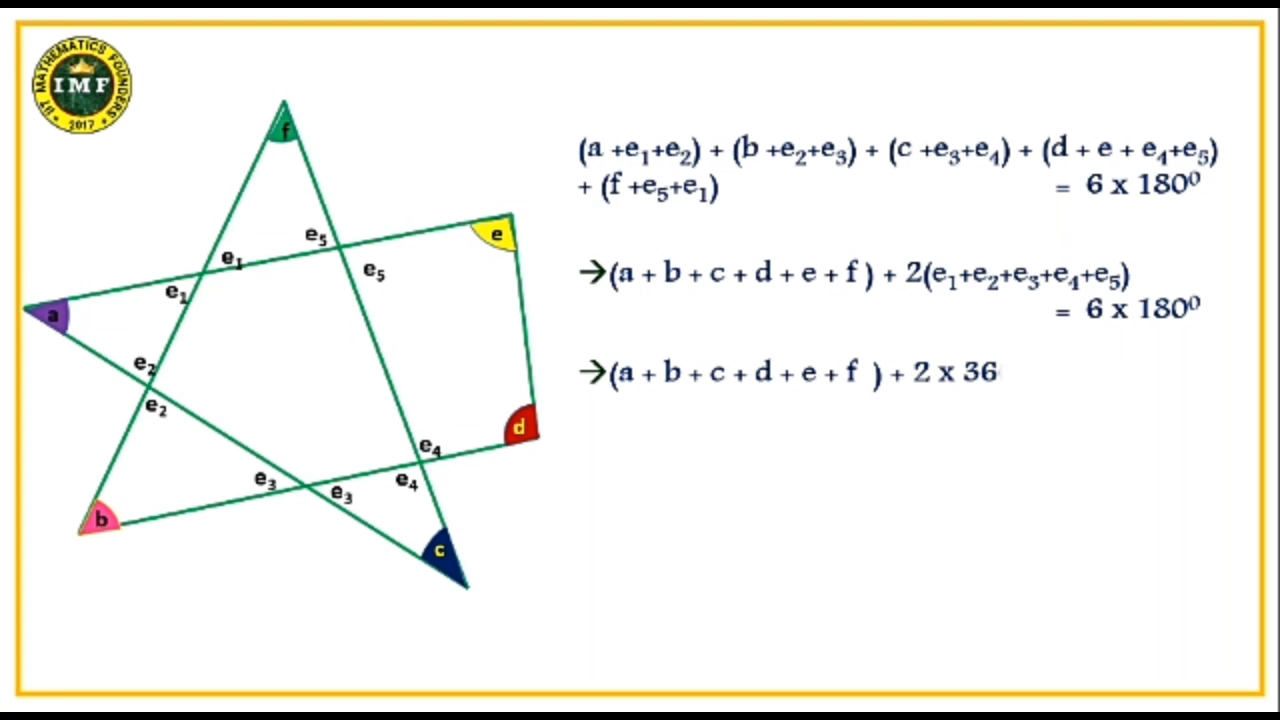 IIT MATHEMATICS FOUNDERS
IMF
• 2017 •
f
e
e₅
e₁
e₅
e₁
a
e₂
e₂
d
e₄
e₃
e₄
e₃
b
c
(a +e₁+e₂) + (b +e₂+e₃) + (c +e₃+e₄) + (d + e + e₄+e₅)
+ (f +e₅+e₁) = 6 x 180⁰
→(a + b + c + d + e + f ) + 2(e₁+e₂+e₃+e₄+e₅)
= 6 x 180⁰
→(a + b + c + d + e + f ) + 2 x 36